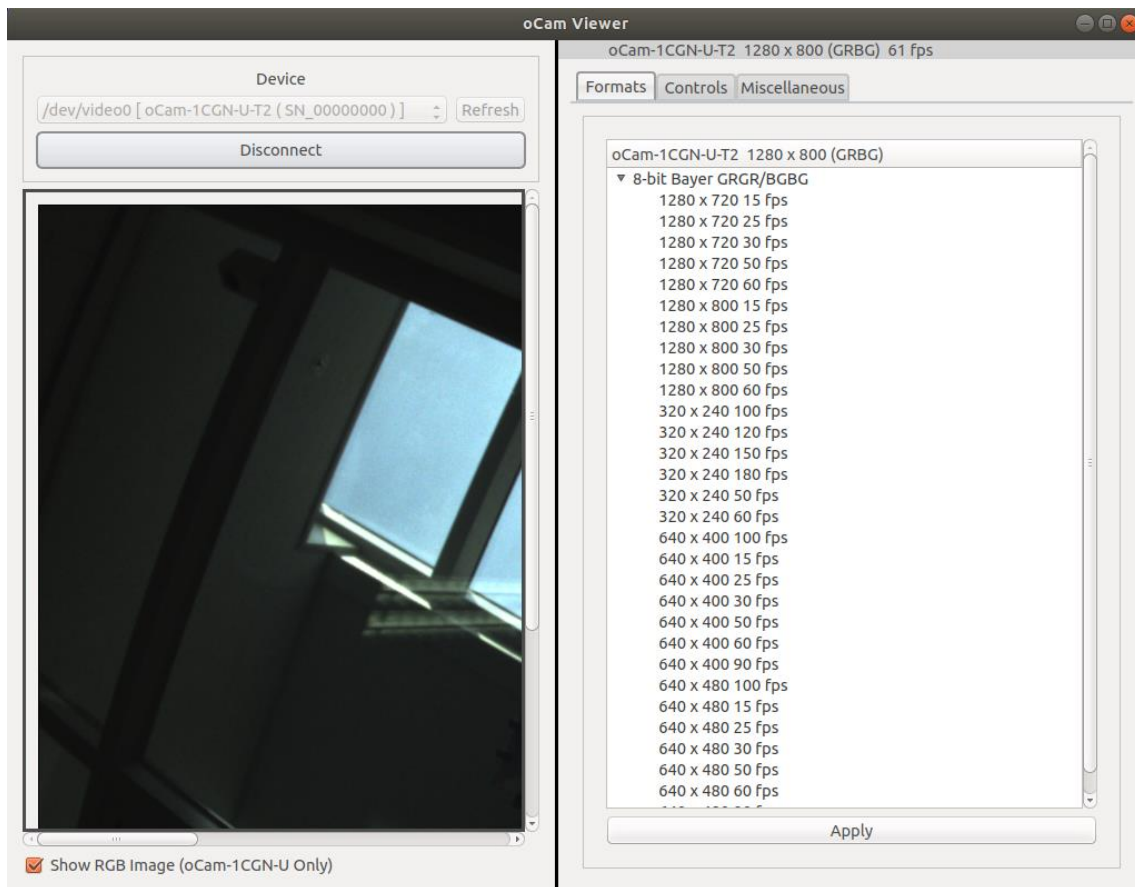 oCam Viewer
Device
/dev/video0 [ oCam-1CGN-U-T2 ( SN_00000000 ) ]
Refresh
Disconnect
Show RGB Image (oCam-1CGN-U Only)
oCam-1CGN-U-T2 1280 x 800 (GRBG) 61 fps
Formats Controls Miscellaneous
oCam-1CGN-U-T2 1280 x 800 (GRBG)
8-bit Bayer GRGR/BGBG
1280 x 720 15 fps
1280 x 720 25 fps
1280 x 720 30 fps
1280 x 720 50 fps
1280 x 720 60 fps
1280 x 800 15 fps
1280 x 800 25 fps
1280 x 800 30 fps
1280 x 800 50 fps
1280 x 800 60 fps
320 x 240 100 fps
320 x 240 120 fps
320 x 240 150 fps
320 x 240 180 fps
320 x 240 50 fps
320 x 240 60 fps
640 x 400 100 fps
640 x 400 15 fps
640 x 400 25 fps
640 x 400 30 fps
640 x 400 50 fps
640 x 400 60 fps
640 x 400 90 fps
640 x 480 100 fps
640 x 480 15 fps
640 x 480 25 fps
640 x 480 30 fps
640 x 480 50 fps
640 x 480 60 fps
Apply